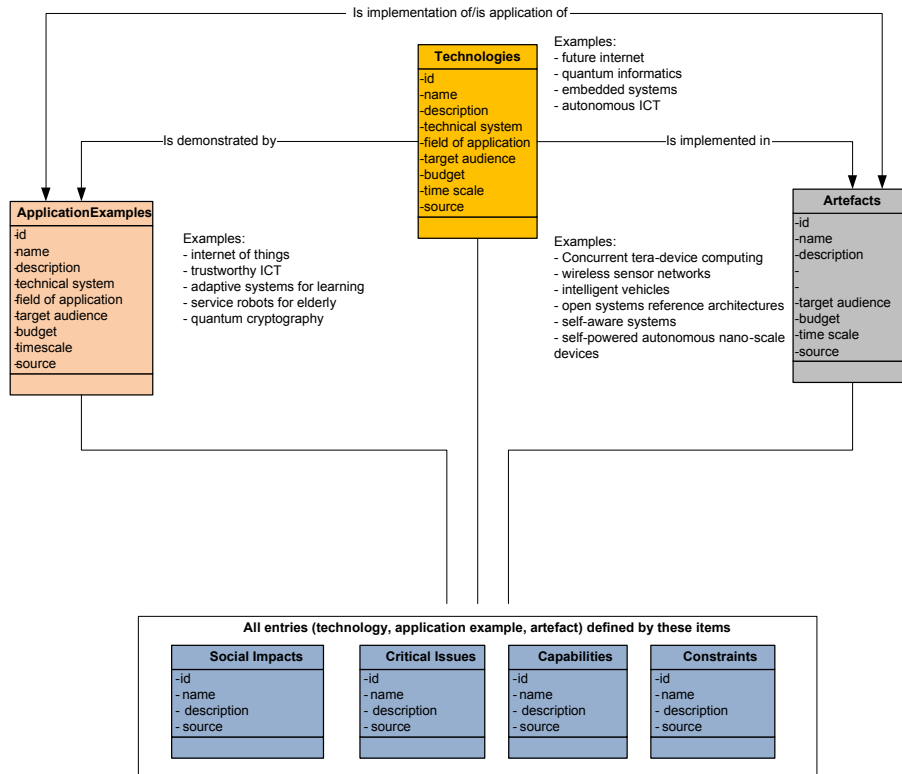 Is implementation of/is application of
Technologies
-id
-name
-description
-technical system
-field of application
-target audience
-budget
-time scale
-source
Examples:
- future internet
- quantum informatics
- embedded systems
- autonomous ICT
Is demonstrated by
Is implemented in
ApplicationExamples
-id
-name
-description
-technical system
-field of application
-target audience
-budget
-timescale
-source
Examples:
- internet of things
- trustworthy ICT
- adaptive systems for learning
- service robots for elderly
- quantum cryptography
Examples:
- Concurrent tera-device computing
- wireless sensor networks
- intelligent vehicles
- open systems reference architectures
- self-aware systems
- self-powered autonomous nano-scale
devices
Artefacts
-id
-name
-description
-
-
-target audience
-budget
-time scale
-source
All entries (technology, application example, artefact) defined by these items
Social Impacts
-id
- name
- description
- source
Critical Issues
-id
- name
- description
- source
Capabilities
-id
- name
- description
- source
Constraints
-id
- name
- description
- source